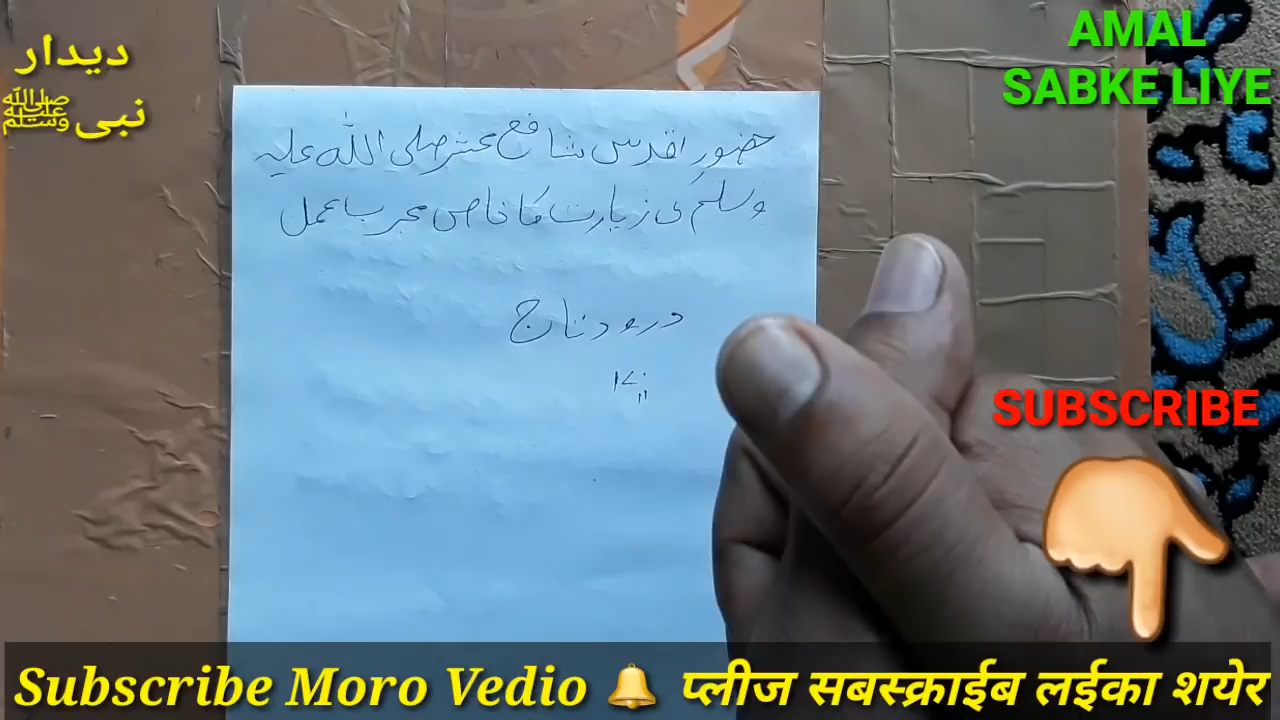 دیدار
نبی ﷺ
AMAL
SABKE LIYE
حضورِ اقدس شافع محشر صلی اللہ علیہ
وسلم کی زیارت کا خاص مجرب عمل
درود تاج
SUBSCRIBE
Subscribe Moro Vedio 🔔 प्लीज सबस्क्राईब लईका शयेर